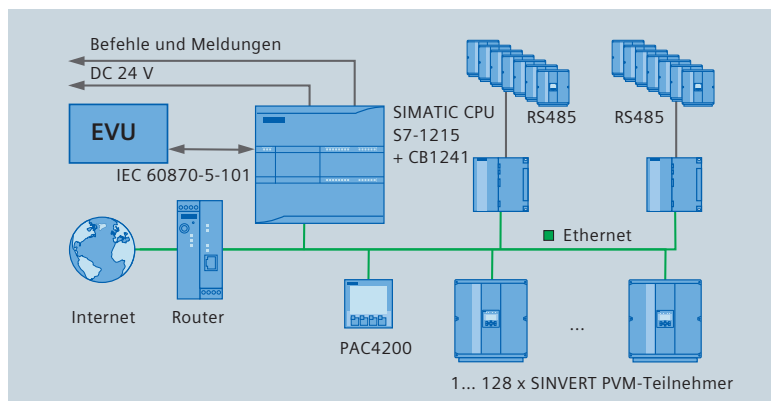 Befehle und Meldungen
DC 24 V
EVU
IEC 60870-5-101
SIMATIC CPU
S7-1215
+ CB1241
RS485
RS485
Ethernet
Internet
Router
PAC4200
...
1... 128 x SINVERT PVM-Teilnehmer